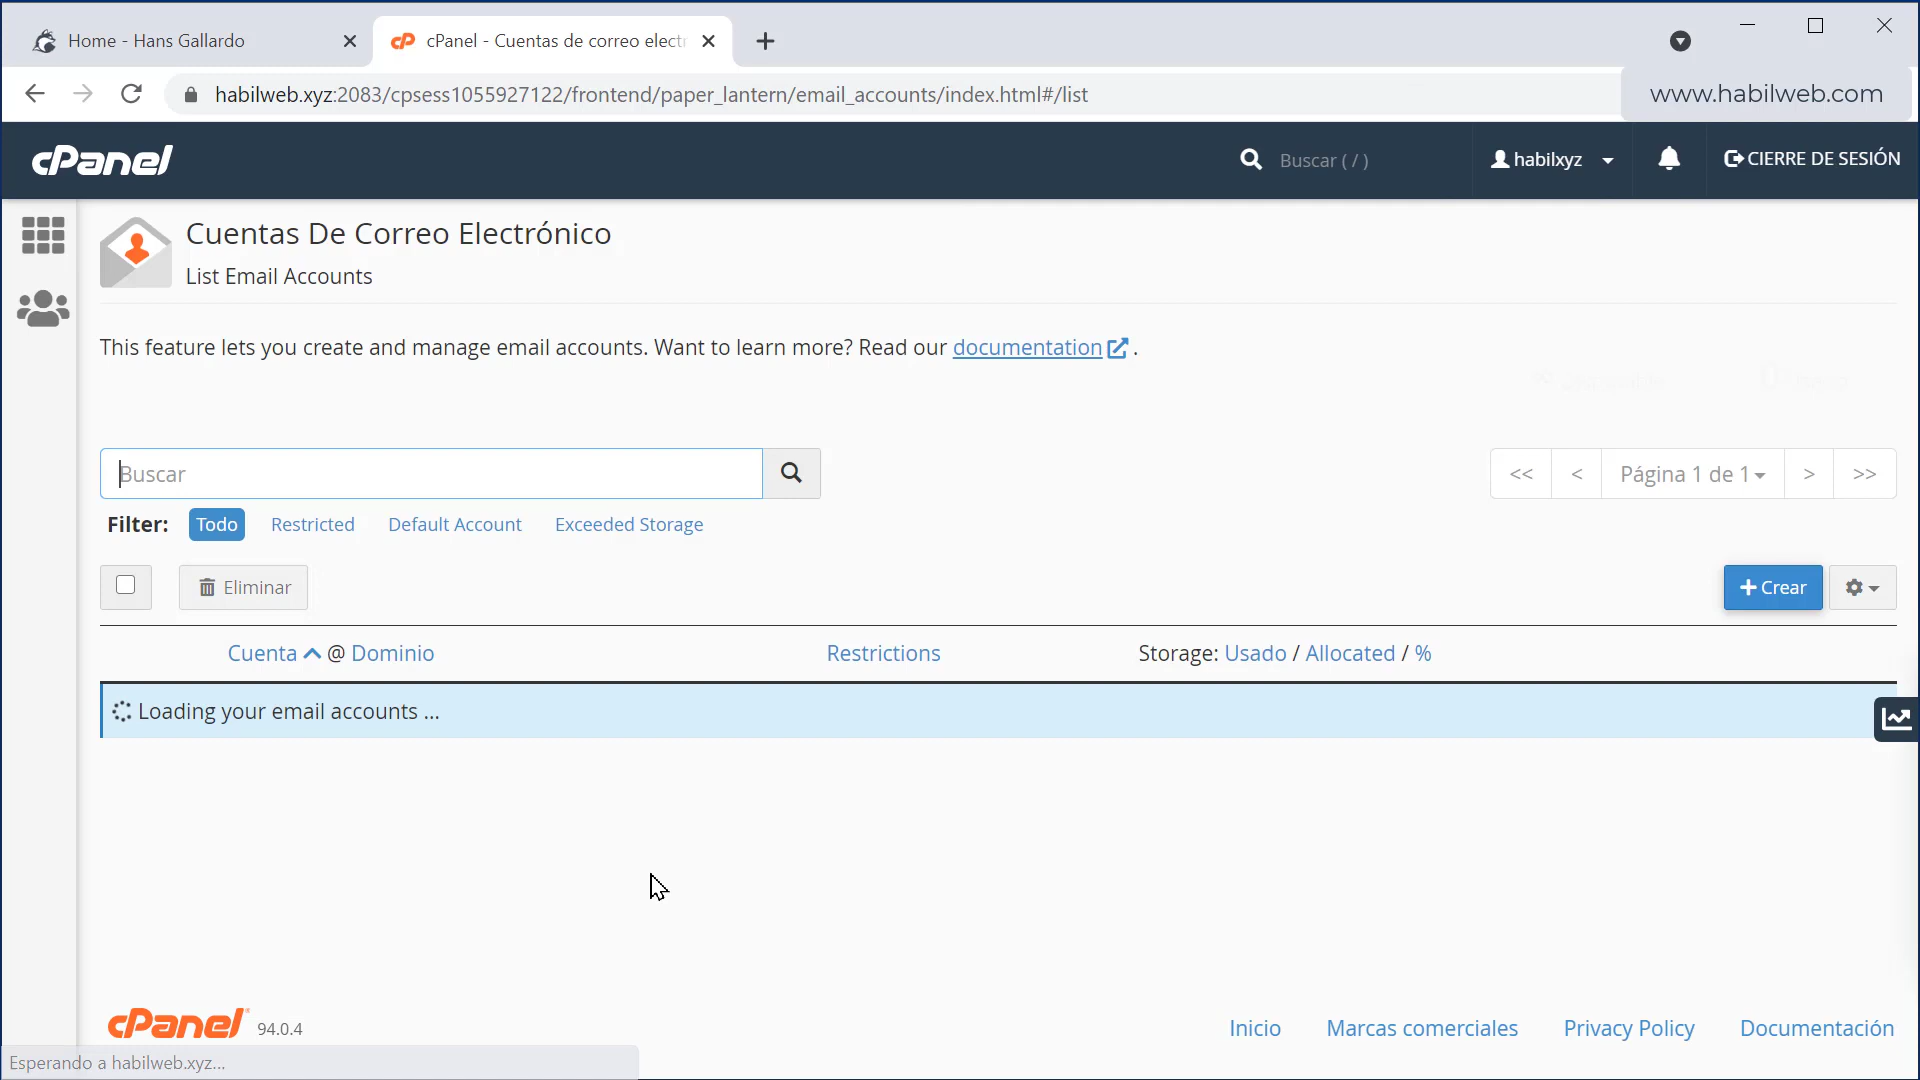 Home - Hans Gallardo
cPanel - Cuentas de correo elect
habilweb.xyz:2083/cpsess1055927122/frontend/paper_lantern/email_accounts/index.html#/list
www.habilweb.com
cPanel
Buscar ( / )
habilxyz
CIERRE DE SESIÓN
Cuentas De Correo Electrónico
List Email Accounts
This feature lets you create and manage email accounts. Want to learn more? Read our documentation .
Buscar
<< < Página 1 de 1 > >>
Filter: Todo Restricted Default Account Exceeded Storage
Eliminar
+ Crear
Cuenta @ Dominio Restrictions Storage: Usado / Allocated / %
Loading your email accounts ...
cPanel 94.0.4
Inicio Marcas comerciales Privacy Policy Documentación
Esperando a habilweb.xyz...